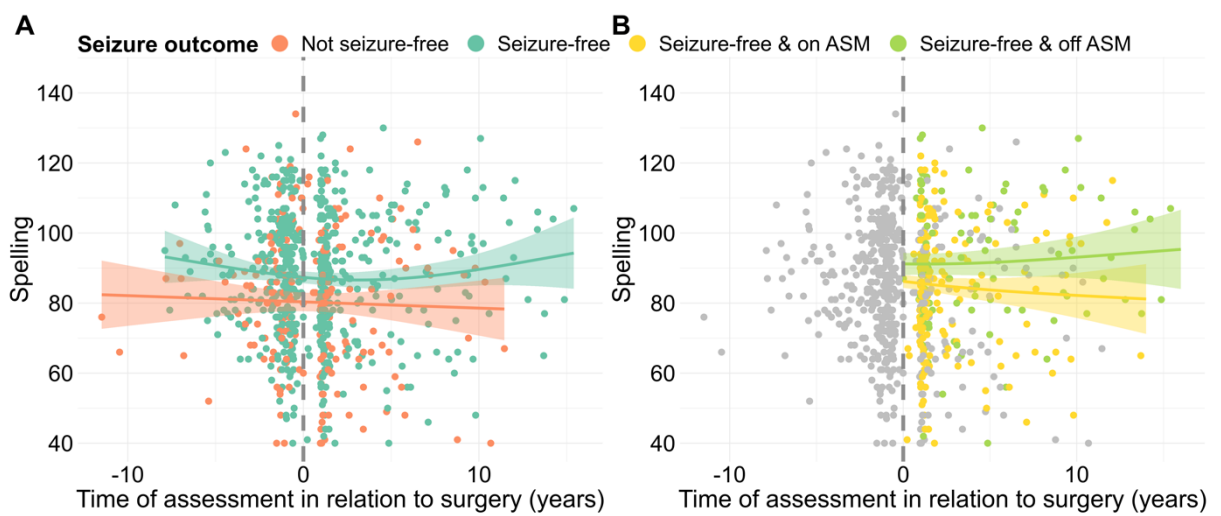 A
B
Seizure outcome Not seizure-free Seizure-free Seizure-free & on ASM Seizure-free & off ASM
Spelling
140
120
100
80
60
40
-10 0 10
Time of assessment in relation to surgery (years)
Spelling
140
120
100
80
60
40
-10 0 10
Time of assessment in relation to surgery (years)